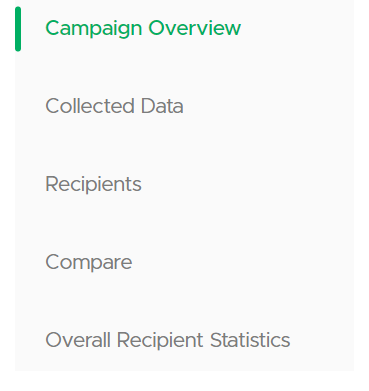 Campaign Overview
Collected Data
Recipients
Compare
Overall Recipient Statistics